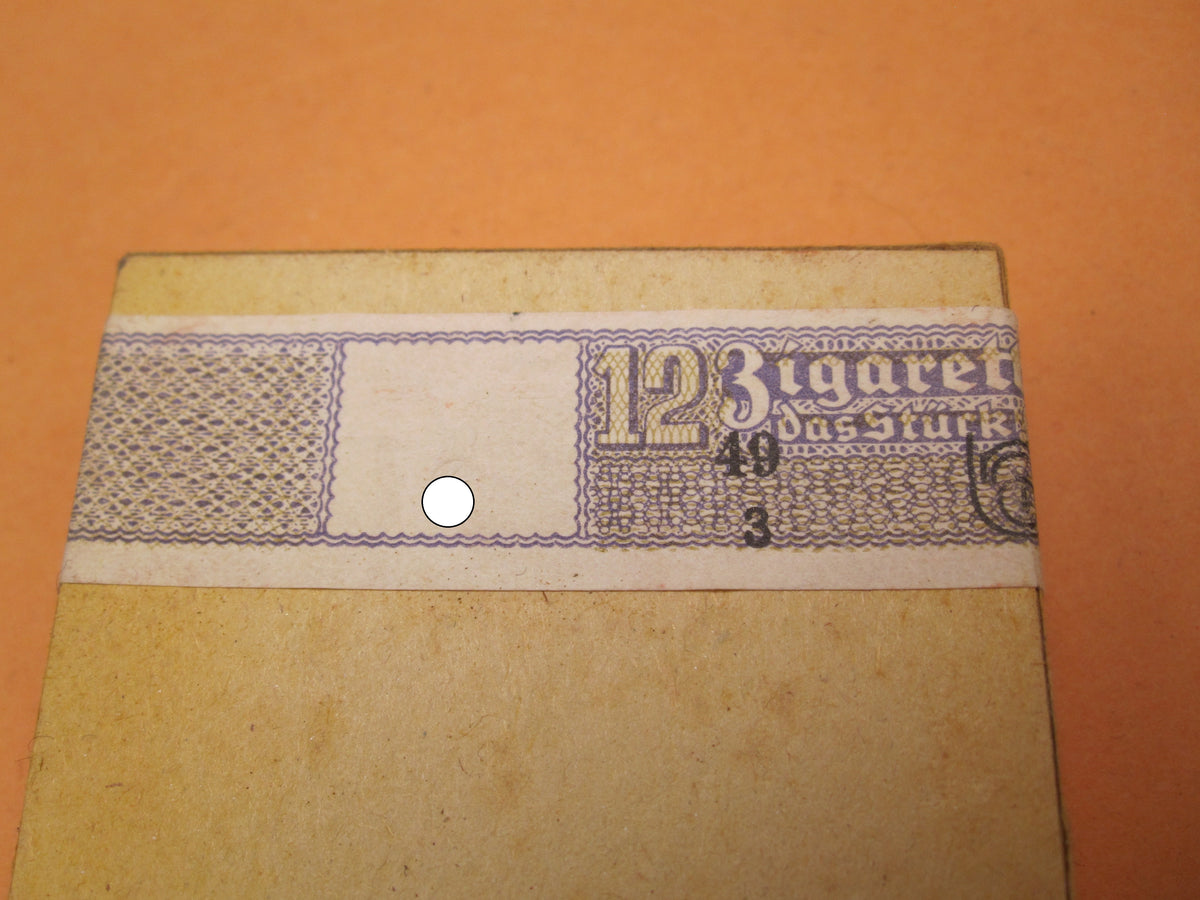 12 Zigaret
das Stück
49
3